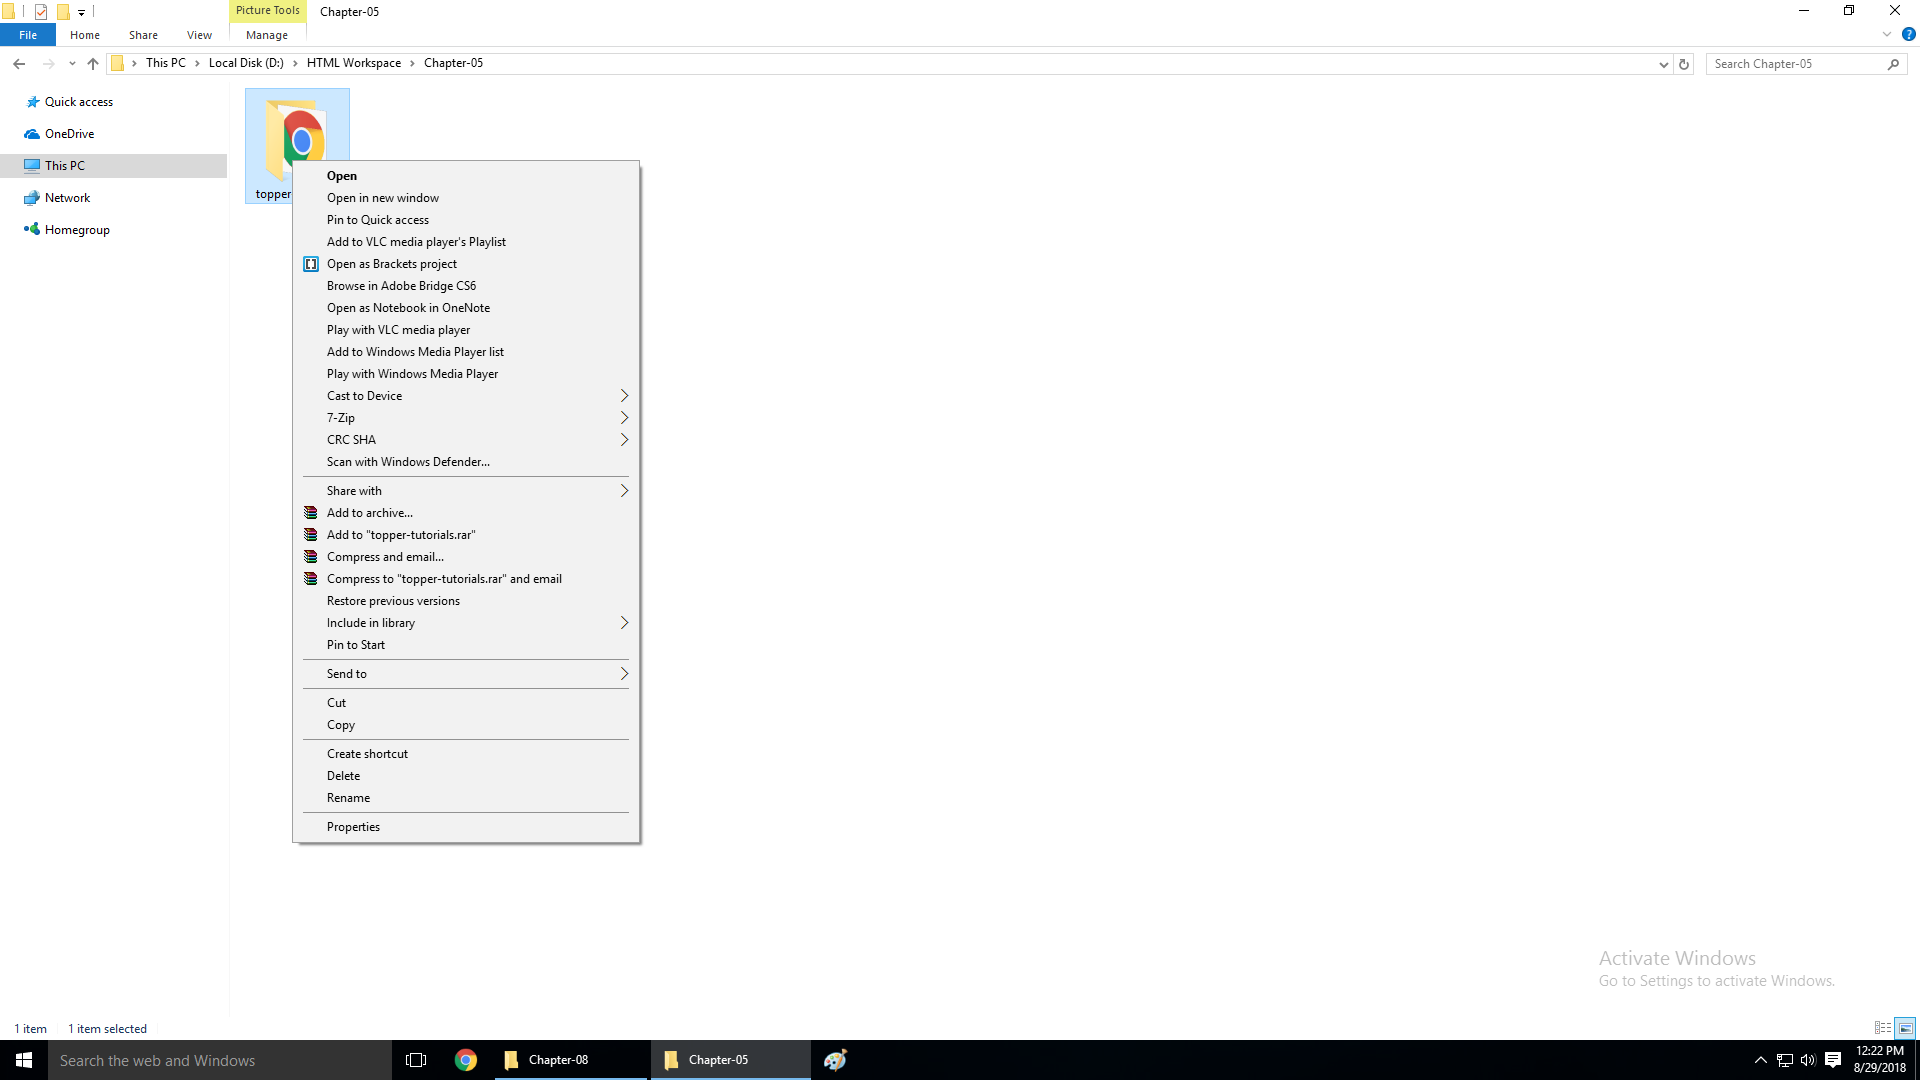 Picture Tools
Chapter-05
File
Home
Share
View
Manage
This PC
Local Disk (D:)
HTML Workspace
Chapter-05
Search Chapter-05
Quick access
OneDrive
This PC
Network
Homegroup
topper
Open
Open in new window
Pin to Quick access
Add to VLC media player's Playlist
Open as Brackets project
Browse in Adobe Bridge CS6
Open as Notebook in OneNote
Play with VLC media player
Add to Windows Media Player list
Play with Windows Media Player
Cast to Device
7-Zip
CRC SHA
Scan with Windows Defender...
Share with
Add to archive...
Add to "topper-tutorials.rar"
Compress and email...
Compress to "topper-tutorials.rar" and email
Restore previous versions
Include in library
Pin to Start
Send to
Cut
Copy
Create shortcut
Delete
Rename
Properties
Activate Windows
Go to Settings to activate Windows.
1 item
1 item selected
Search the web and Windows
Chapter-08
Chapter-05
12:22 PM
8/29/2018